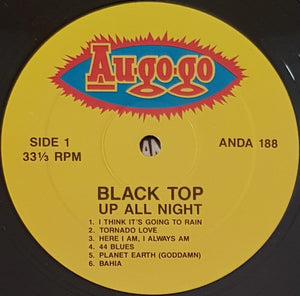 Au·go·go
SIDE 1
33⅓ RPM
ANDA 188
BLACK TOP
UP ALL NIGHT
1. I THINK IT'S GOING TO RAIN
2. TORNADO LOVE
3. HERE I AM, I ALWAYS AM
4. 44 BLUES
5. PLANET EARTH (GODDAMN)
6. BAHIA